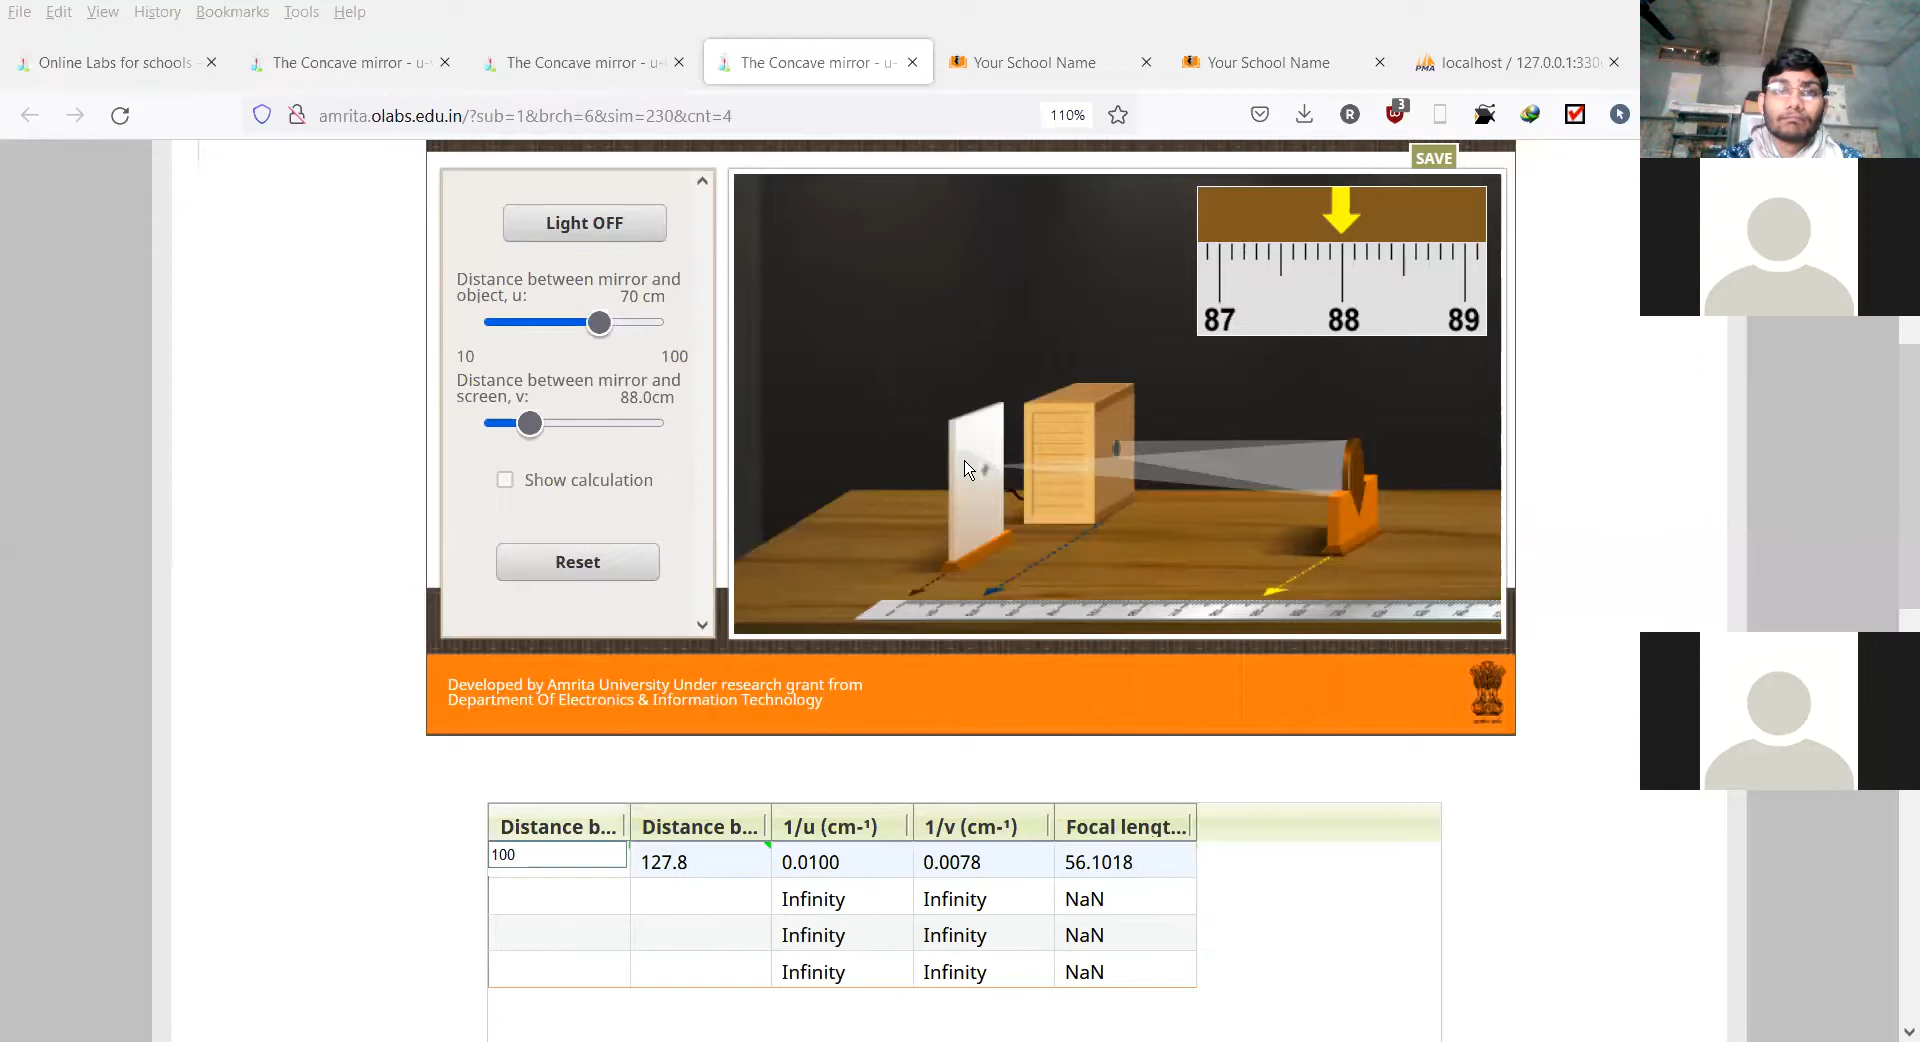 File Edit View History Bookmarks Tools Help
Online Labs for schools -
The Concave mirror - u-v
The Concave mirror - u-
The Concave mirror - u-
Your School Name
Your School Name
localhost / 127.0.0.1:330
amrita.olabs.edu.in/?sub=1&brch=6&sim=230&cnt=4
110%
R
3
SAVE
Light OFF
Distance between mirror and
object, u: 70 cm
10 100
Distance between mirror and
screen, v: 88.0cm
Show calculation
Reset
87 88 89
Developed by Amrita University Under research grant from
Department Of Electronics & Information Technology
Distance b... Distance b... 1/u (cm-¹) 1/v (cm-¹) Focal lengt...
100 127.8 0.0100 0.0078 56.1018
Infinity Infinity NaN
Infinity Infinity NaN
Infinity Infinity NaN